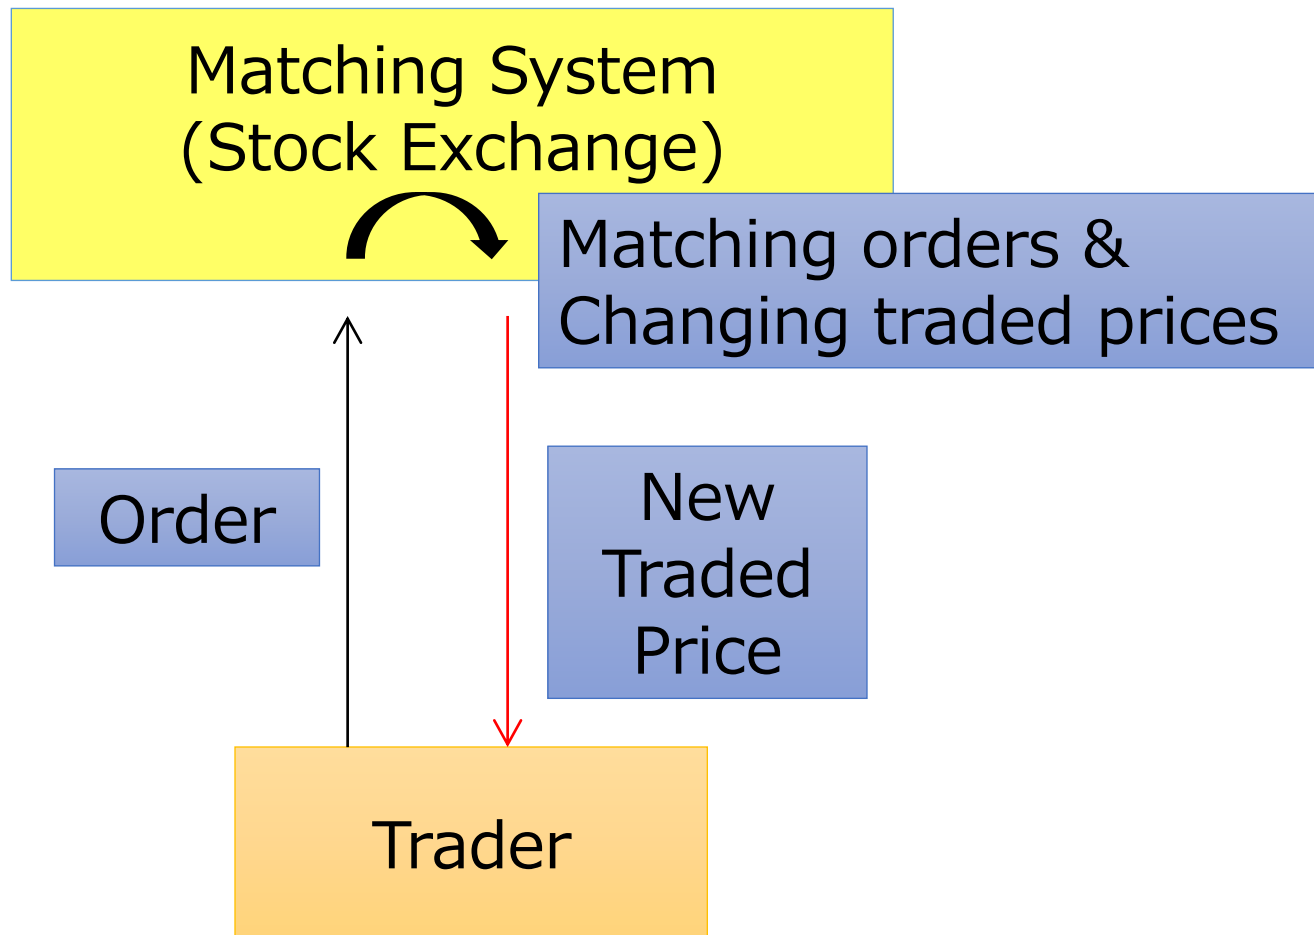 Matching System
(Stock Exchange)
Matching orders &
Changing traded prices
Order
New
Traded
Price
Trader